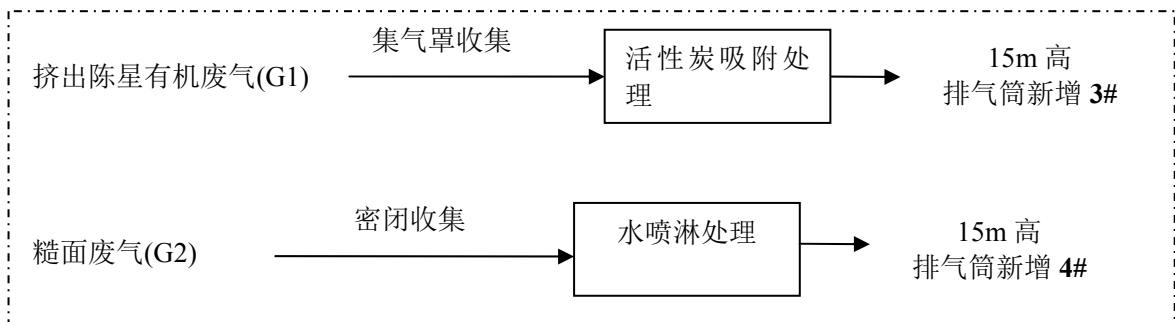 集气罩收集
挤出陈星有机废气(G1)
活性炭吸附处
理
15m 高
排气筒新增 3#
密闭收集
糙面废气(G2)
水喷淋处理
15m 高
排气筒新增 4#